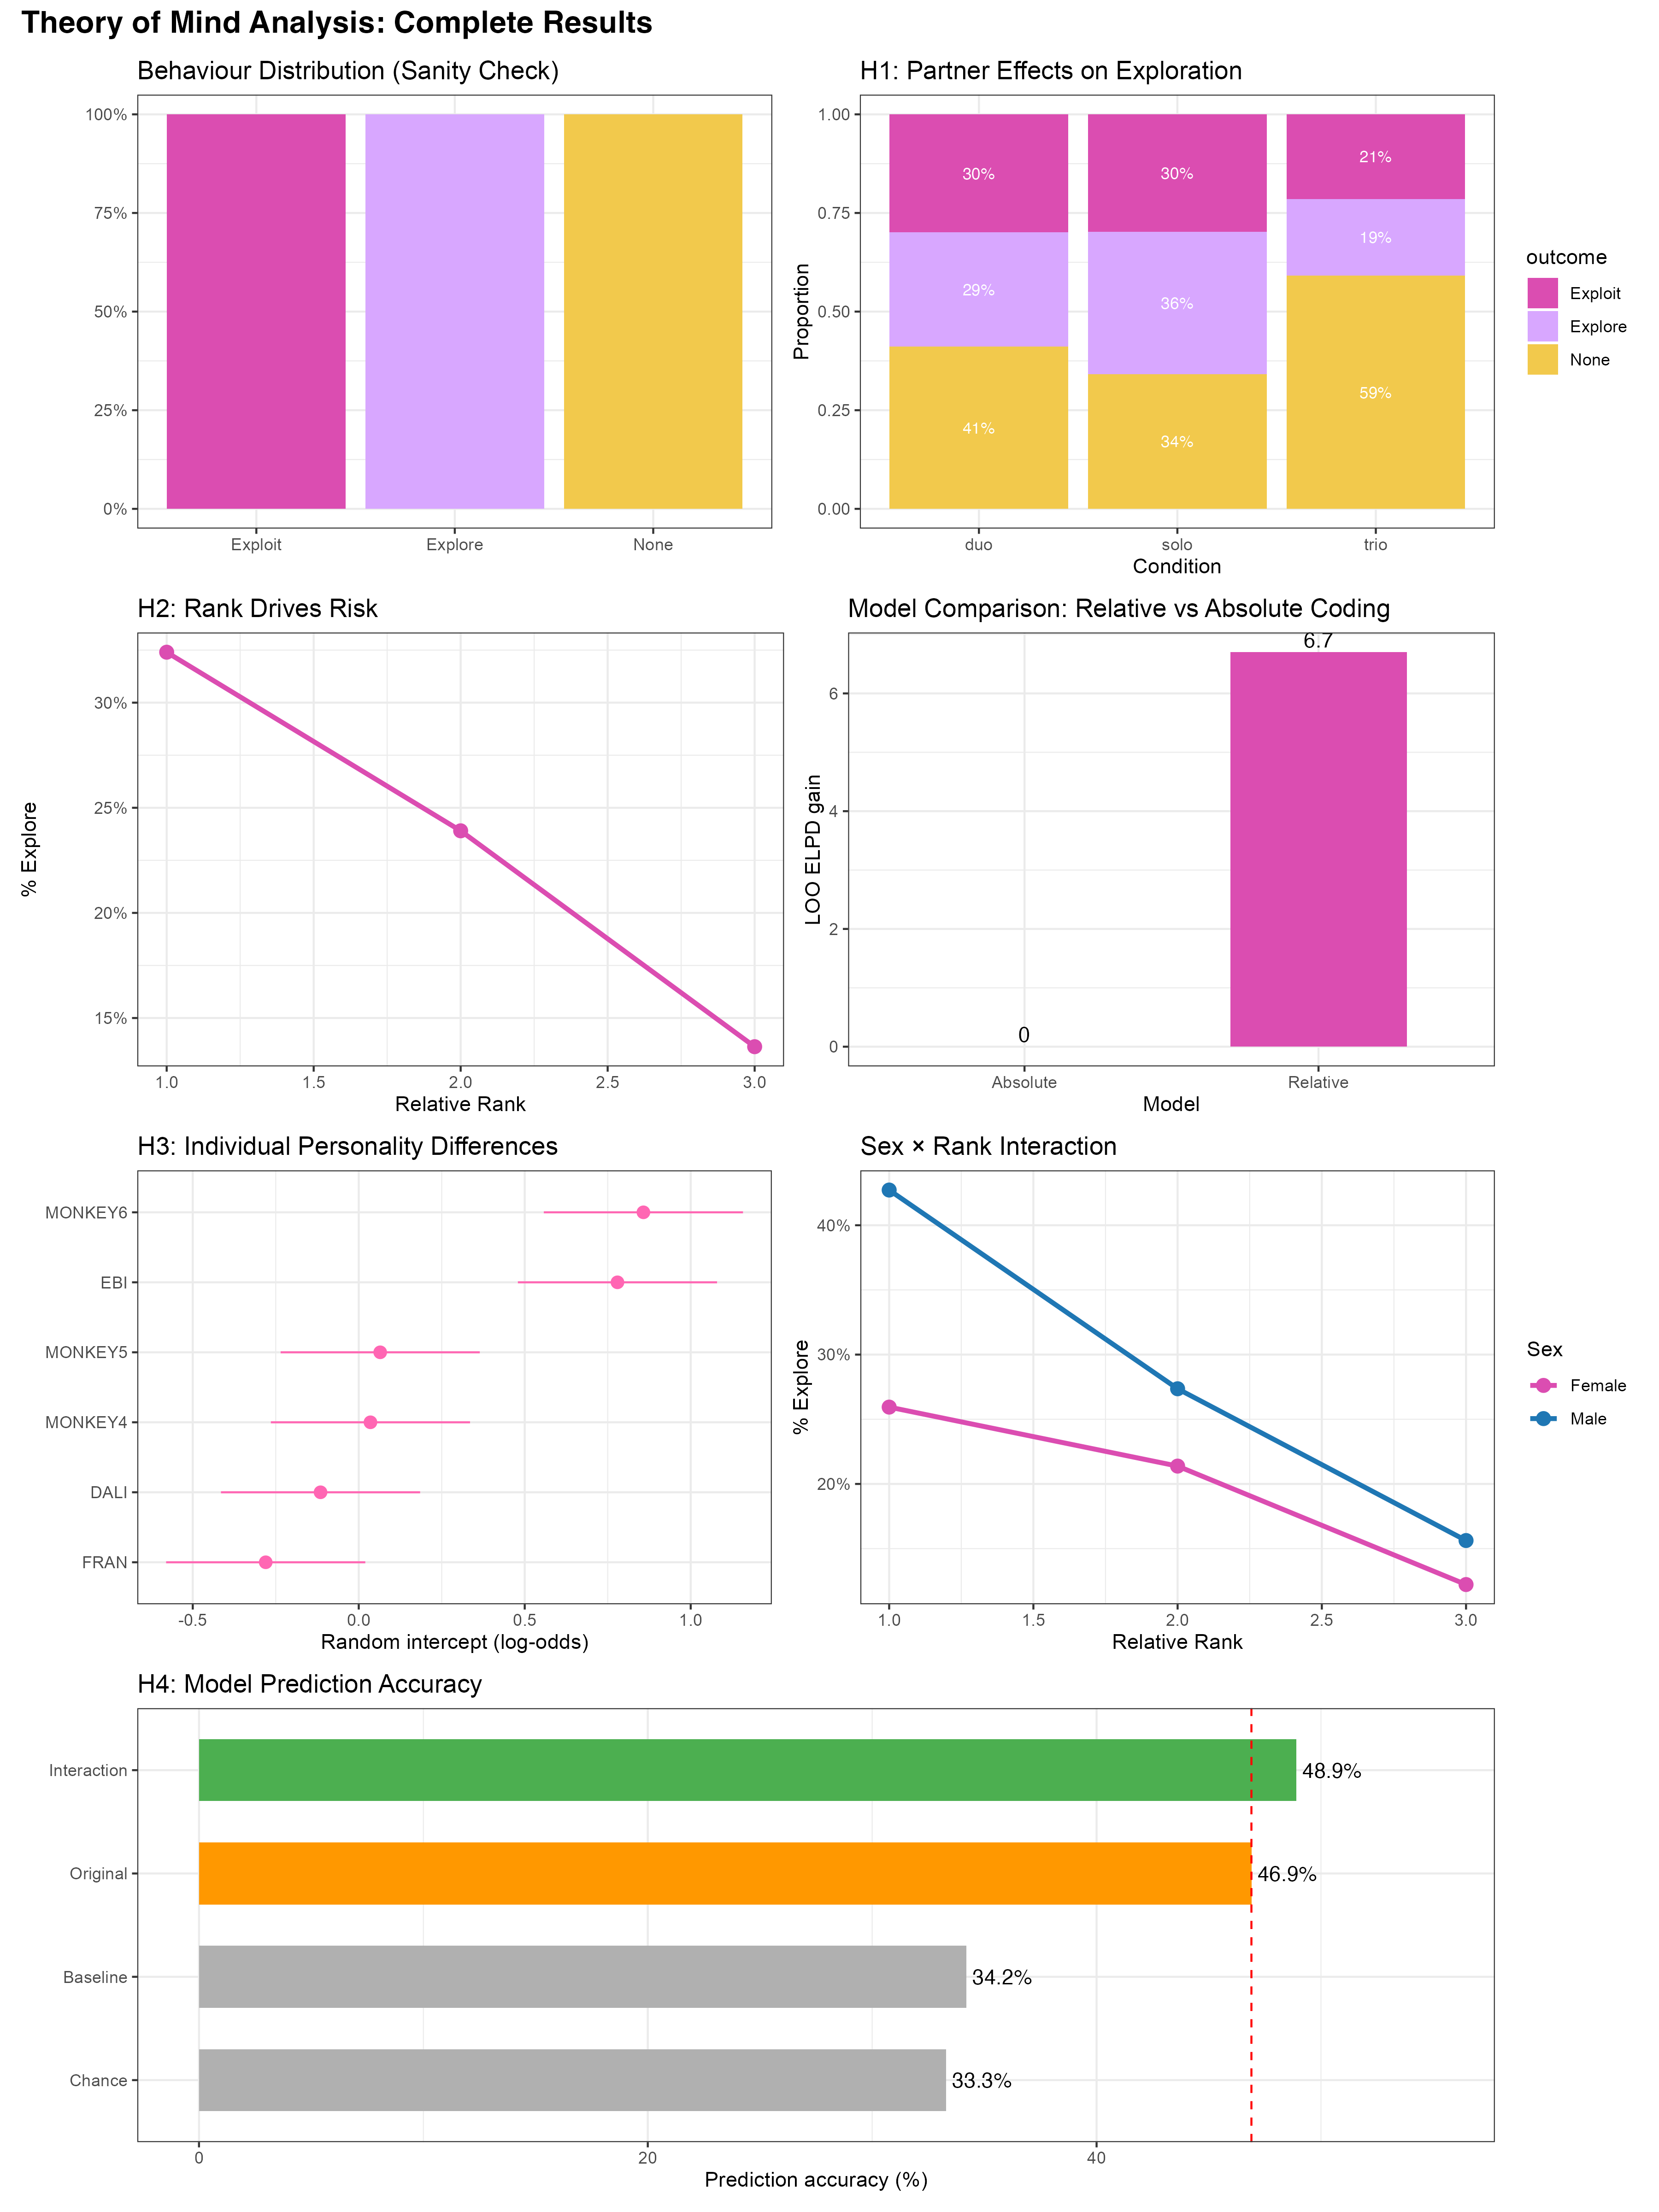 Theory of Mind Analysis: Complete Results
Behaviour Distribution (Sanity Check)
100%
75%
50%
25%
0%
Exploit
Explore
None
H1: Partner Effects on Exploration
Proportion
1.00
0.75
0.50
0.25
0.00
30%
29%
41%
30%
36%
34%
21%
19%
59%
duo
solo
trio
Condition
outcome
Exploit
Explore
None
H2: Rank Drives Risk
% Explore
30%
25%
20%
15%
1.0
1.5
2.0
2.5
3.0
Relative Rank
Model Comparison: Relative vs Absolute Coding
LOO ELPD gain
6
4
2
0
0
6.7
Absolute
Relative
Model
H3: Individual Personality Differences
MONKEY6
EBI
MONKEY5
MONKEY4
DALI
FRAN
-0.5
0.0
0.5
1.0
Random intercept (log-odds)
Sex × Rank Interaction
% Explore
40%
30%
20%
1.0
1.5
2.0
2.5
3.0
Relative Rank
Sex
Female
Male
H4: Model Prediction Accuracy
Interaction
48.9%
Original
46.9%
Baseline
34.2%
Chance
33.3%
0
20
40
Prediction accuracy (%)